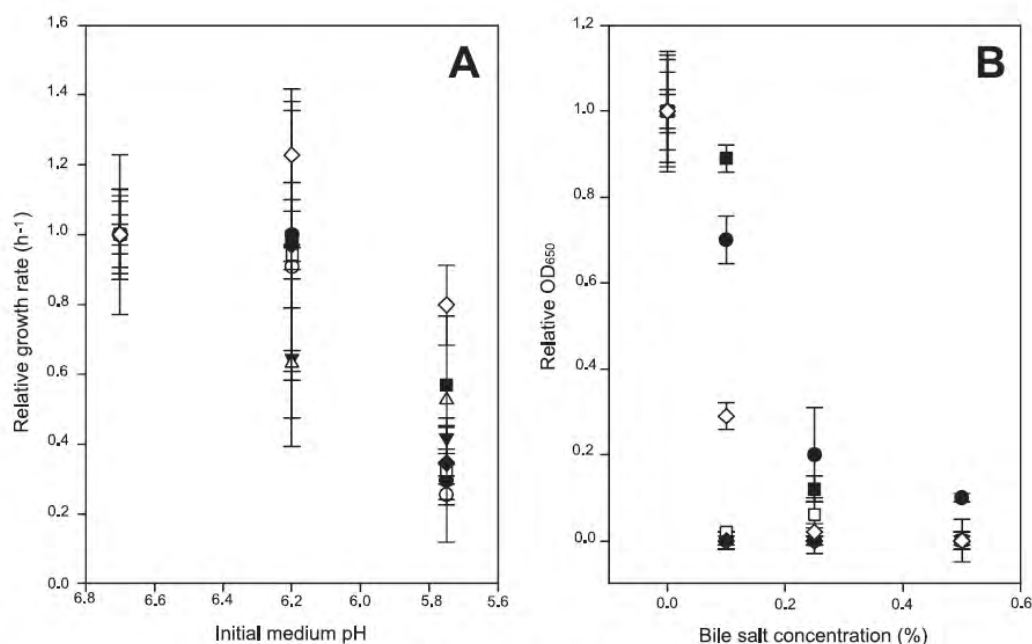 A
1.6
1.4
1.2
1.0
0.8
0.6
0.4
0.2
0.0
Relative growth rate (h-1)
6.8 6.6 6.4 6.2 6.0 5.8 5.6
Initial medium pH
B
1.2
1.0
0.8
0.6
0.4
0.2
0.0
Relative OD650
0.0 0.2 0.4 0.6
Bile salt concentration (%)